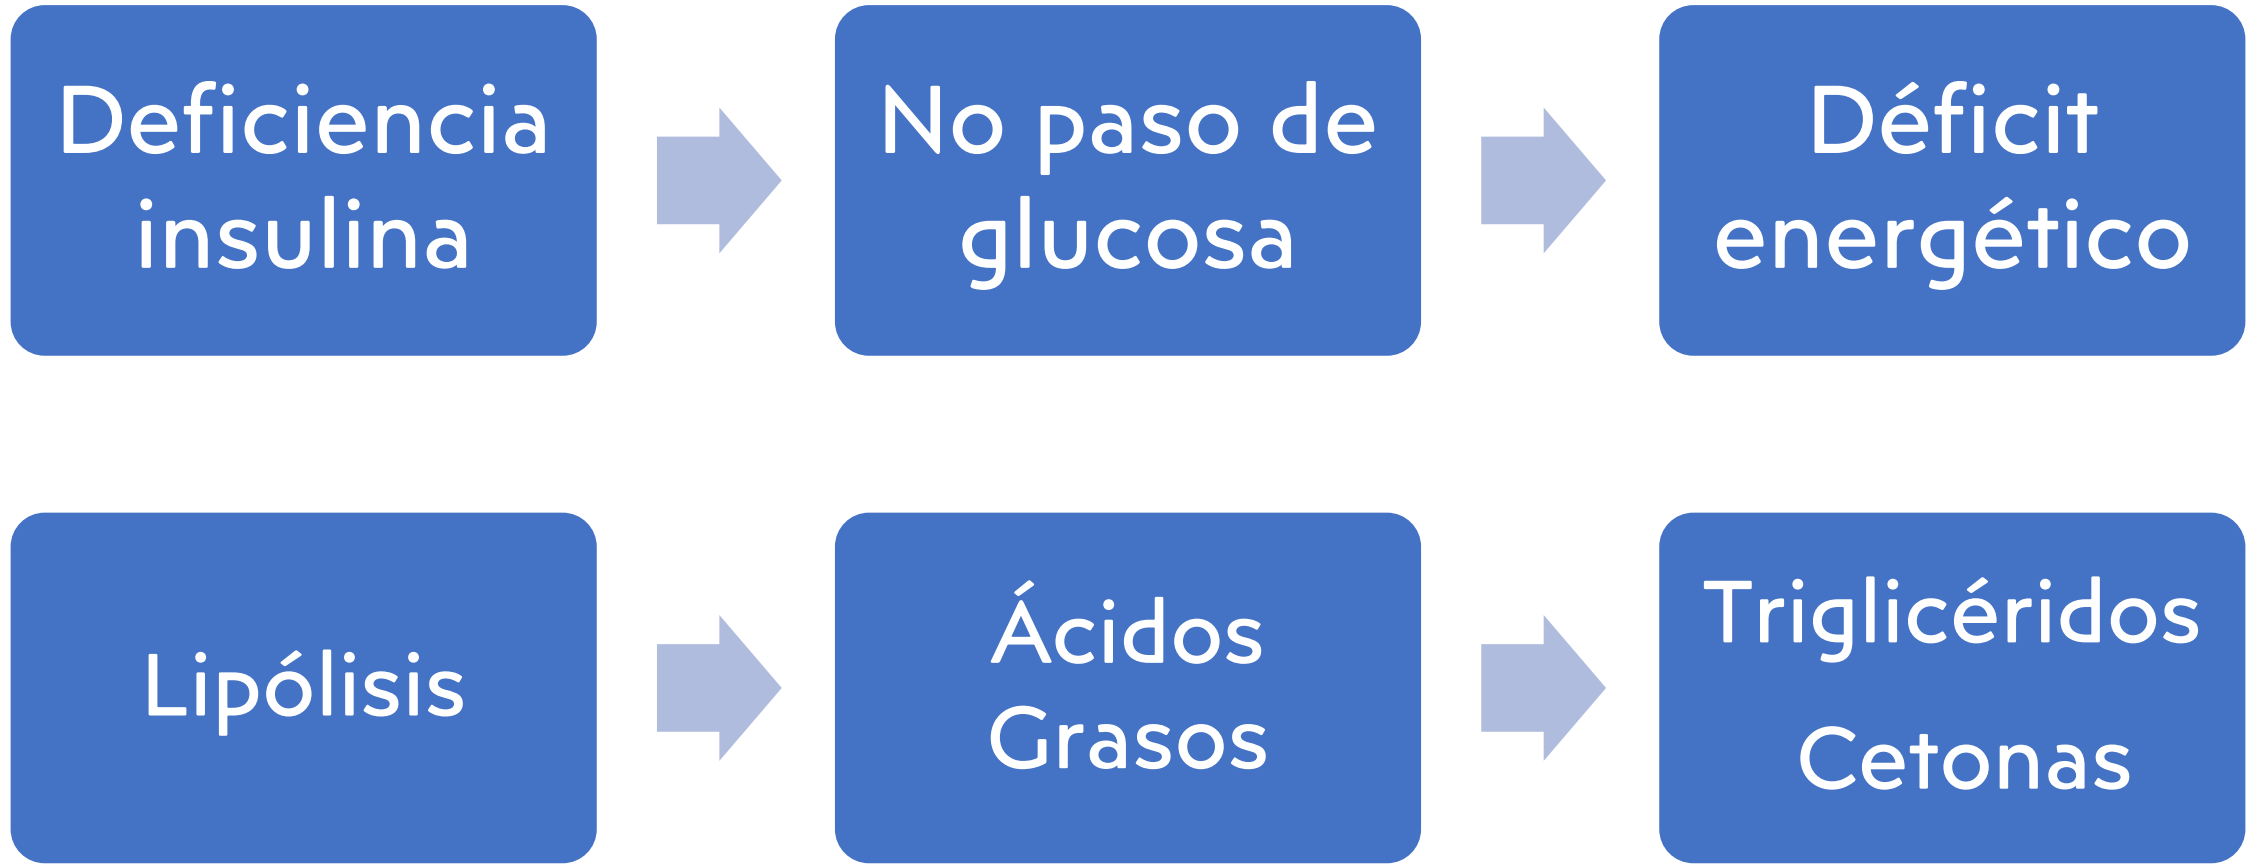 Deficiencia
insulina
No paso de
glucosa
Déficit
energético
Lipólisis
Ácidos
Grasos
Triglicéridos
Cetonas